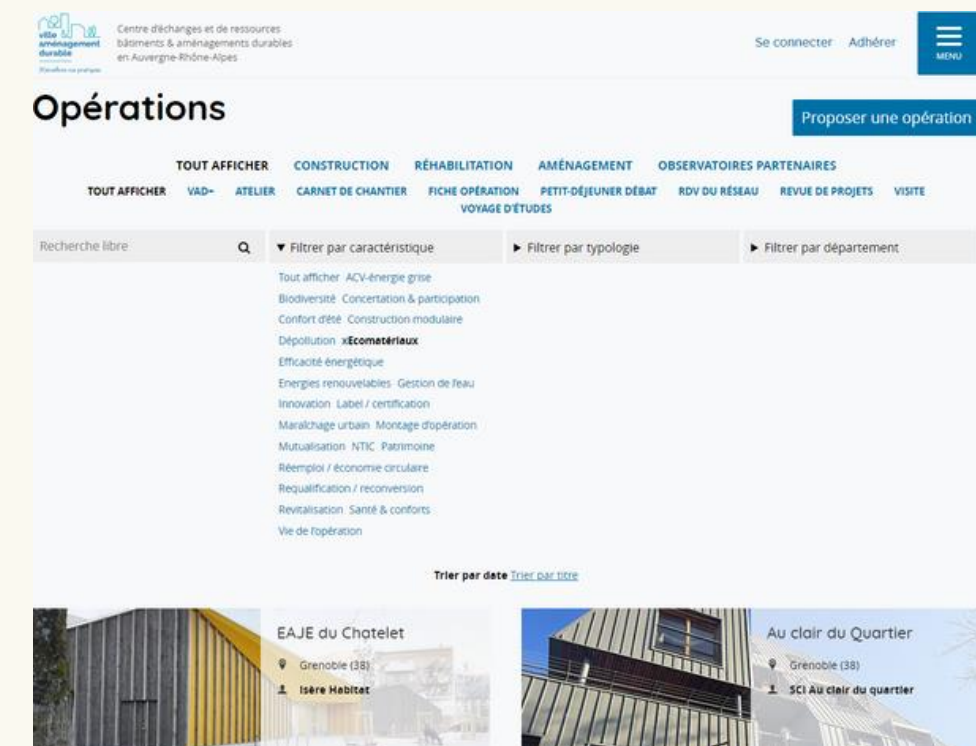 ville
aménagement
durable
Centre d'échanges et de ressources
bâtiments & aménagements durables
en Auvergne-Rhône-Alpes
Se connecter Adhérer
MENU
Opérations
Proposer une opération
TOUT AFFICHER CONSTRUCTION RÉHABILITATION AMÉNAGEMENT OBSERVATOIRES PARTENAIRES
TOUT AFFICHER VAD+ ATELIER CARNET DE CHANTIER FICHE OPÉRATION PETIT-DÉJEUNER DÉBAT RDV DU RÉSEAU REVUE DE PROJETS VISITE
VOYAGE D'ÉTUDES
Recherche libre ▼ Filtrer par caractéristique ► Filtrer par typologie ► Filtrer par département
Tout afficher ACV-énergie grise
Biodiversité Concertation & participation
Confort d'été Construction modulaire
Dépollution xEcomatériaux
Efficacité énergétique
Energies renouvelables Gestion de l'eau
Innovation Label / certification
Maraîchage urbain Montage d'opération
Mutualisation NTIC Patrimoine
Réemploi / économie circulaire
Requalification / reconversion
Revitalisation Santé & conforts
Vie de l'opération
Trier par date Trier par titre
EAJE du Chatelet
Grenoble (38)
Isère Habitat
Au clair du Quartier
Grenoble (38)
SCI Au clair du quartier